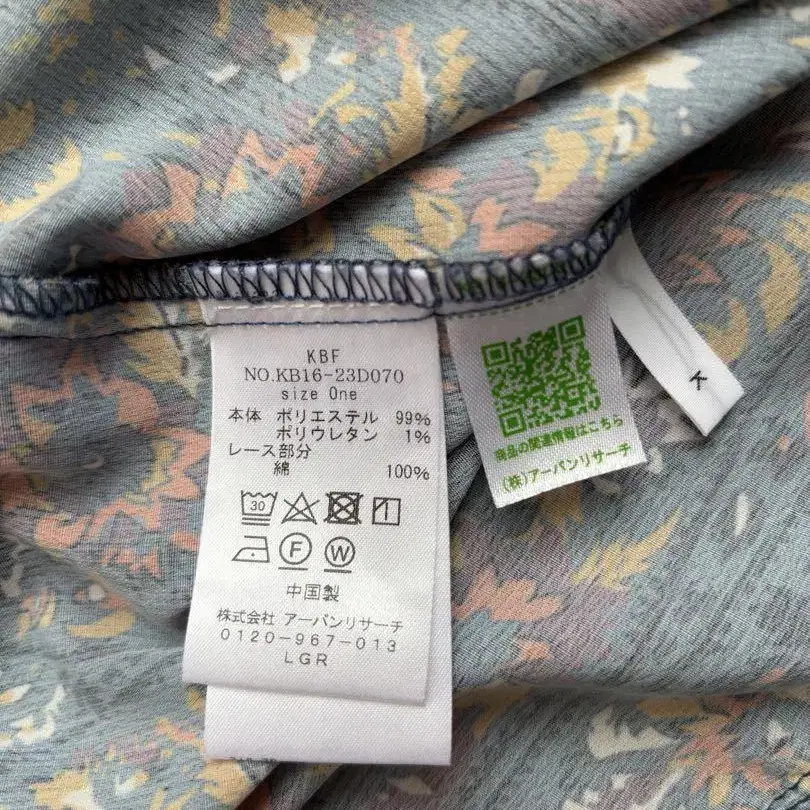 KBF
NO.KB16-23D070
size One
本体 ポリエステル 99%
ポリウレタン 1%
レース部分
綿 100%
30
F W
中国製
株式会社 アーバンリサーチ
0120-967-013
LGR
商品の関連情報はこちら
(株)アーバンリサーチ
K